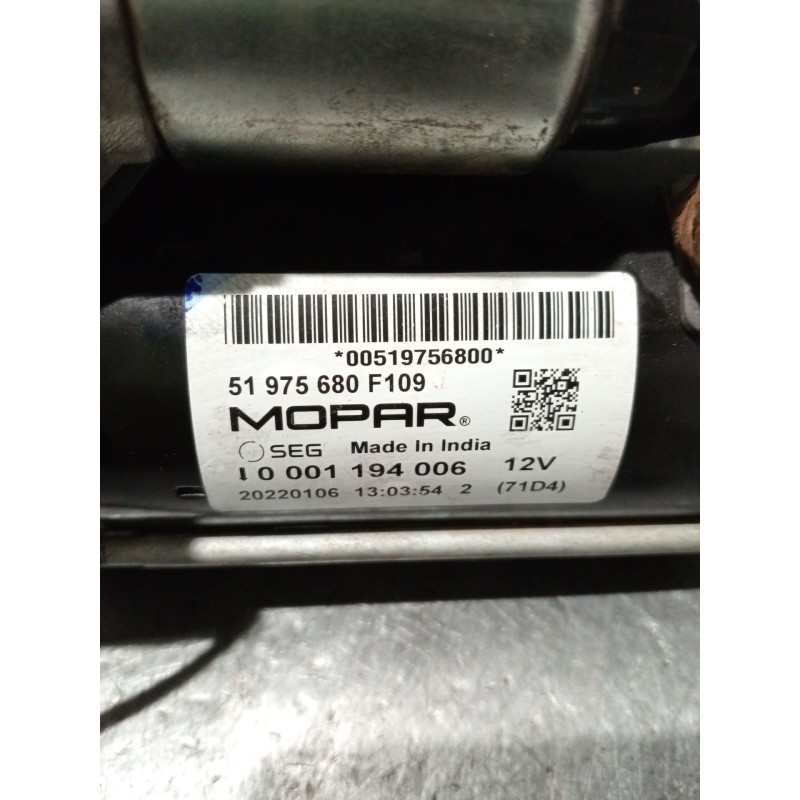 *00519756800*
51 975 680 F109
MOPAR®
SEG Made In India
I 0 001 194 006 12V
20220106 13:03:54 2 (71D4)